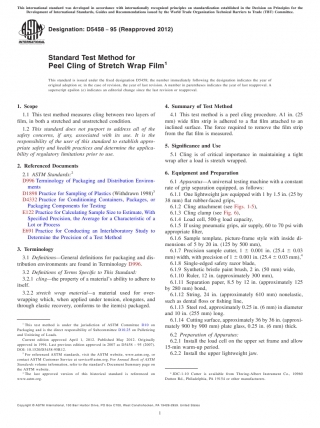 This international standard was developed in accordance with internationally recognized principles on standardization established in the Decision on Principles for the
Development of International Standards, Guides and Recommendations issued by the World Trade Organization Technical Barriers to Trade (TBT) Committee.
Designation: D5458 − 95 (Reapproved 2012)
INTERNATIONAL
Standard Test Method for
Peel Cling of Stretch Wrap Film1
This standard is issued under the fixed designation D5458; the number immediately following the designation indicates the year of
original adoption or, in the case of revision, the year of last revision. A number in parentheses indicates the year of last reapproval. A
superscript epsilon (ε) indicates an editorial change since the last revision or reapproval.
1. Scope
1.1 This test method measures cling between two layers of
film, in both a stretched and unstretched condition.
1.2 This standard does not purport to address all of the
safety concerns, if any, associated with its use. It is the
responsibility of the user of this standard to establish appro-
priate safety and health practices and determine the applica-
bility of regulatory limitations prior to use.
2. Referenced Documents
2.1 ASTM Standards:2
D996 Terminology of Packaging and Distribution Environ-
ments
D1898 Practice for Sampling of Plastics (Withdrawn 1998)3
D4332 Practice for Conditioning Containers, Packages, or
Packaging Components for Testing
E122 Practice for Calculating Sample Size to Estimate, With
Specified Precision, the Average for a Characteristic of a
Lot or Process
E691 Practice for Conducting an Interlaboratory Study to
Determine the Precision of a Test Method
3. Terminology
3.1 Definitions—General definitions for packaging and dis-
tribution environments are found in Terminology D996.
3.2 Definitions of Terms Specific to This Standard:
3.2.1 cling—the property of a material's ability to adhere to
itself.
3.2.2 stretch wrap material—a material used for over-
wrapping which, when applied under tension, elongates, and
through elastic recovery, conforms to the item(s) packaged.
1 This test method is under the jurisdiction of ASTM Committee D10 on
Packaging and is the direct responsibility of Subcommittee D10.25 on Palletizing
and Unitizing of Loads.
Current edition approved April 1, 2012. Published May 2012. Originally
approved in 1994. Last previous edition approved in 2007 as D5458 – 95 (2007).
DOI: 10.1520/D5458-95R12.
2 For referenced ASTM standards, visit the ASTM website, www.astm.org, or
contact ASTM Customer Service at service@astm.org. For Annual Book of ASTM
Standards volume information, refer to the standard's Document Summary page on
the ASTM website.
3 The last approved version of this historical standard is referenced on
www.astm.org.
4. Summary of Test Method
4.1 This test method is a peel cling procedure. A1 in. (25
mm) wide film strip is adhered to a flat film attached to an
inclined surface. The force required to remove the film strip
from the flat film is measured.
5. Significance and Use
5.1 Cling is of critical importance in maintaining a tight
wrap after a load is stretch wrapped.
6. Equipment and Preparation
6.1 Apparatus—A universal testing machine with a constant
rate of grip separation equipped, as follows:
6.1.1 One lightweight jaw equipped with 1 by 1.5 in. (25 by
38 mm) flat rubber-faced grips,
6.1.2 Cling attachment (see Figs. 1-5),
6.1.3 Cling clamp (see Fig. 6),
6.1.4 Load cell, 500-g load capacity,
6.1.5 If using pneumatic grips, air supply, 60 to 70 psi with
appropriate filter,
6.1.6 Sample template, picture-frame style with inside di-
mensions of 5 by 20 in. (125 by 500 mm),
6.1.7 Precision sample cutter, 1 ± 0.001 in. (25.4 ± 0.03
mm) width, with precision of 1 ± 0.001 in. (25.4 ± 0.03 mm),4
6.1.8 Single-edged safety razor blade.
6.1.9 Synthetic bristle paint brush, 2 in. (50 mm) wide,
6.1.10 Ruler, 12 in. (approximately 300 mm),
6.1.11 Separation paper, 8.5 by 12 in. (approximately 125
by 280 mm) bond.
6.1.12 String, 24 in. (approximately 610 mm) nonelastic,
such as dental floss or fishing line,
6.1.13 Steel rod, approximately 0.25 in. (6 mm) in diameter
and 10 in. (255 mm) long,
6.1.14 Cutting surface, approximately 36 by 36 in. (approxi-
mately 900 by 900 mm) plate glass, 0.25 in. (6 mm) thick.
6.2 Preparation of Apparatus:
6.2.1 Install the load cell on the upper set frame and allow
15-min warm-up period.
6.2.2 Install the upper lightweight jaw.
Copyright © ASTM International, 100 Barr Harbor Drive, PO Box C700, West Conshohocken, PA 19428-2959. United States
1